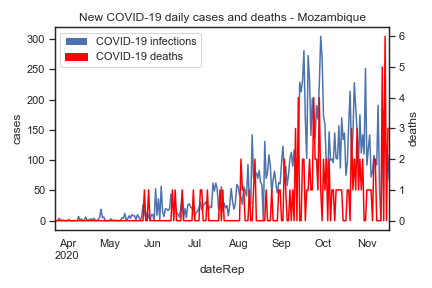 New COVID-19 daily cases and deaths - Mozambique
COVID-19 infections
COVID-19 deaths
cases
300
250
200
150
100
50
0
deaths
6
5
4
3
2
1
0
Apr May Jun Jul Aug Sep Oct Nov
2020
dateRep